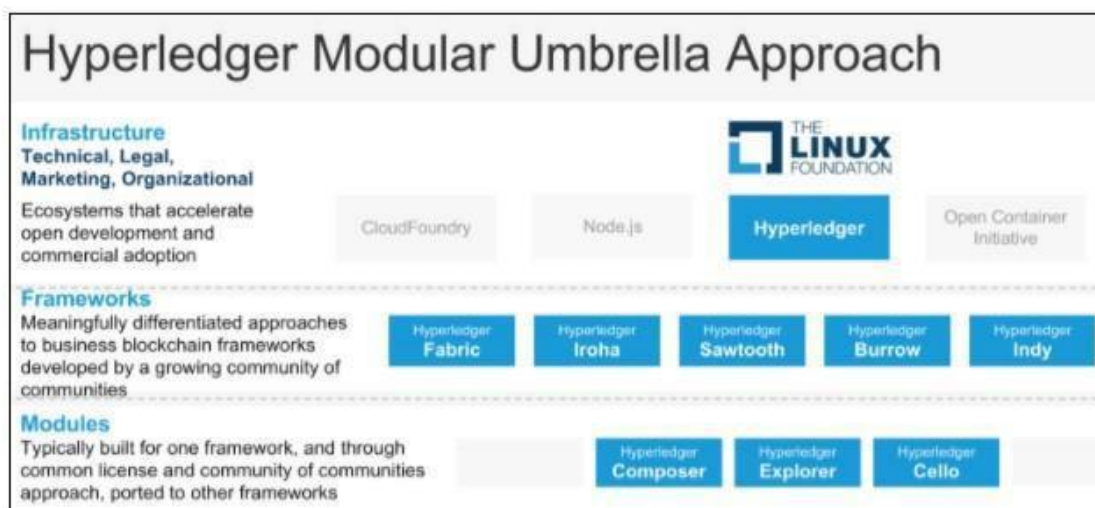 Hyperledger Modular Umbrella Approach
Infrastructure
Technical, Legal,
Marketing, Organizational
Ecosystems that accelerate
open development and
commercial adoption
THE
LINUX
FOUNDATION
CloudFoundry
Node.js
Hyperledger
Open Container
Initiative
Frameworks
Meaningfully differentiated approaches
to business blockchain frameworks
developed by a growing community of
communities
Hyperledger
Fabric
Hyperledger
Iroha
Hyperledger
Sawtooth
Hyperledger
Burrow
Hyperledger
Indy
Modules
Typically built for one framework, and through
common license and community of communities
approach, ported to other frameworks
Hyperledger
Composer
Hyperledger
Explorer
Hyperledger
Cello